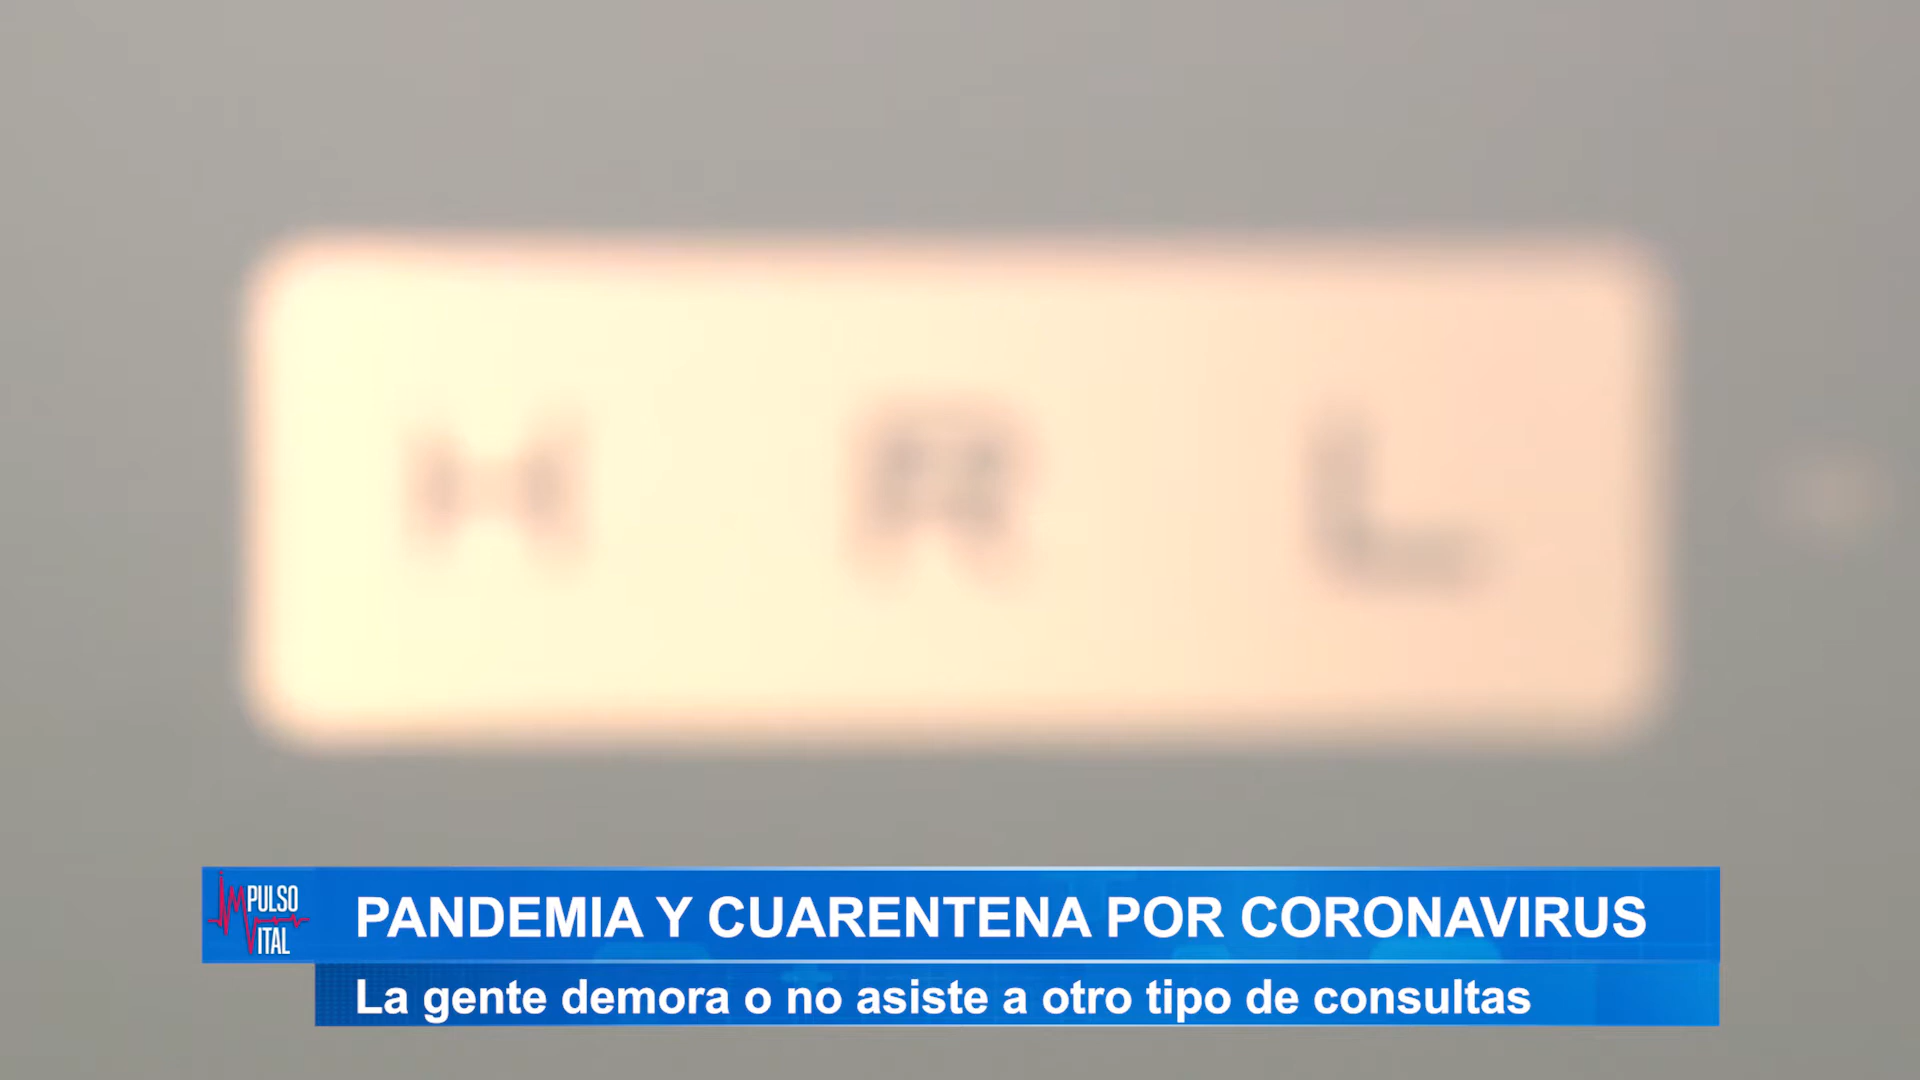 H R L
IMPULSO
VITAL
PANDEMIA Y CUARENTENA POR CORONAVIRUS
La gente demora o no asiste a otro tipo de consultas